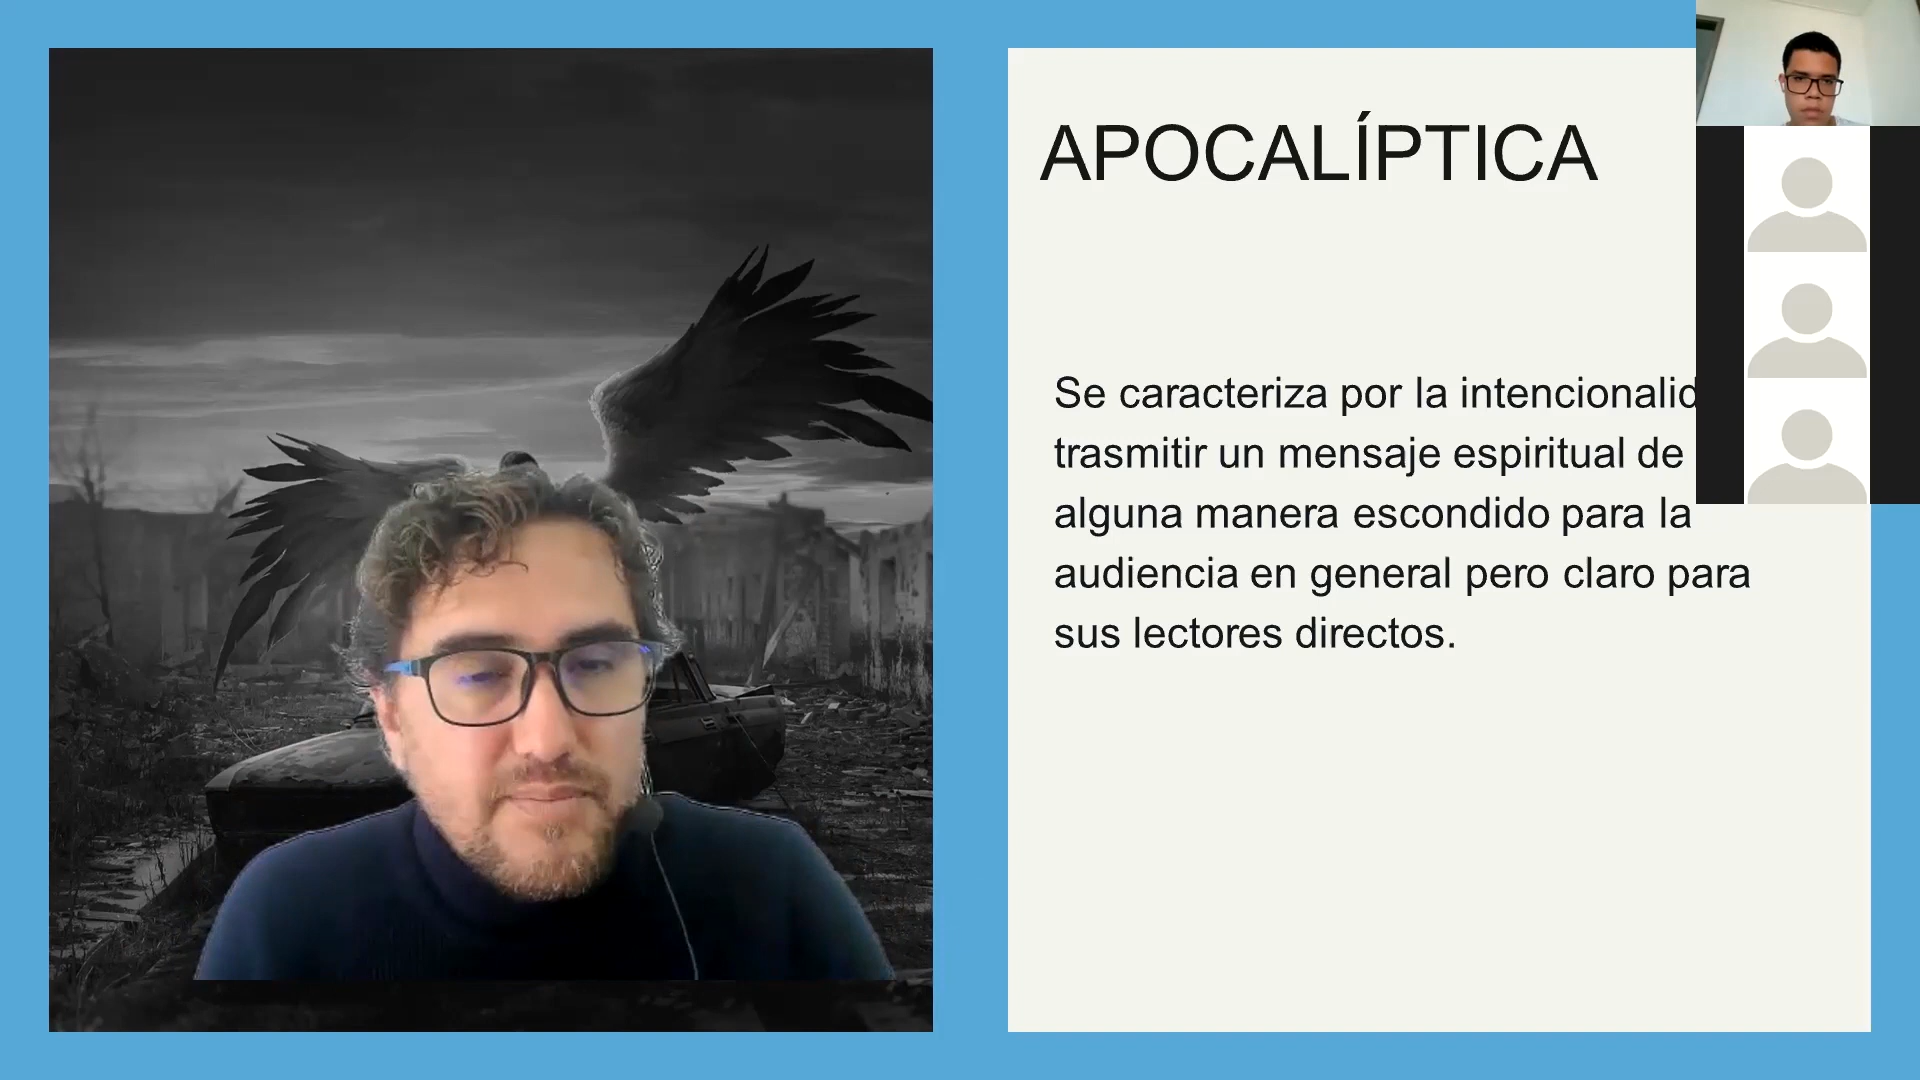 APOCALÍPTICA
Se caracteriza por la
trasmitir un mensaje espiritual de
alguna manera escondido para la
audiencia en general pero claro para
sus lectores directos.